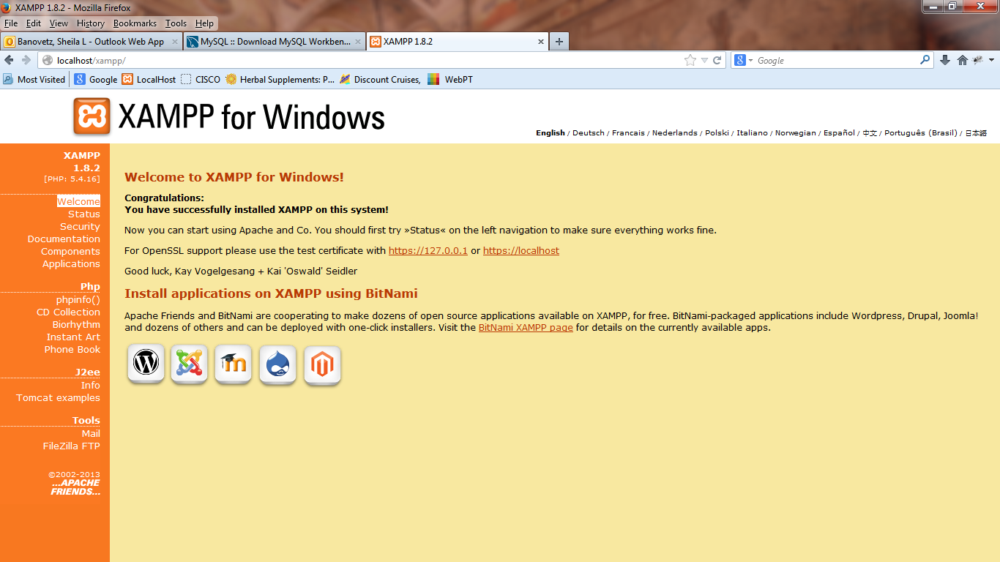 XAMPP 1.8.2 - Mozilla Firefox
File Edit View History Bookmarks Tools Help
Banovetz, Sheila L - Outlook Web App
MySQL :: Download MySQL Workben...
XAMPP 1.8.2
localhost/xampp/
Google
Most Visited Google LocalHost CISCO Herbal Supplements: P... Discount Cruises, WebPT
XAMPP for Windows
English / Deutsch / Francais / Nederlands / Polski / Italiano / Norwegian / Español / 中文 / Português (Brasil) / 日本語
XAMPP
1.8.2
[PHP: 5.4.16]
Welcome
Status
Security
Documentation
Components
Applications
Php
phpinfo()
CD Collection
Biorhythm
Instant Art
Phone Book
J2ee
Info
Tomcat examples
Tools
Mail
FileZilla FTP
©2002-2013
...APACHE
FRIENDS...
Welcome to XAMPP for Windows!
Congratulations:
You have successfully installed XAMPP on this system!
Now you can start using Apache and Co. You should first try »Status« on the left navigation to make sure everything works fine.
For OpenSSL support please use the test certificate with https://127.0.0.1 or https://localhost
Good luck, Kay Vogelgesang + Kai 'Oswald' Seidler
Install applications on XAMPP using BitNami
Apache Friends and BitNami are cooperating to make dozens of open source applications available on XAMPP, for free. BitNami-packaged applications include Wordpress, Drupal, Joomla!
and dozens of others and can be deployed with one-click installers. Visit the BitNami XAMPP page for details on the currently available apps.